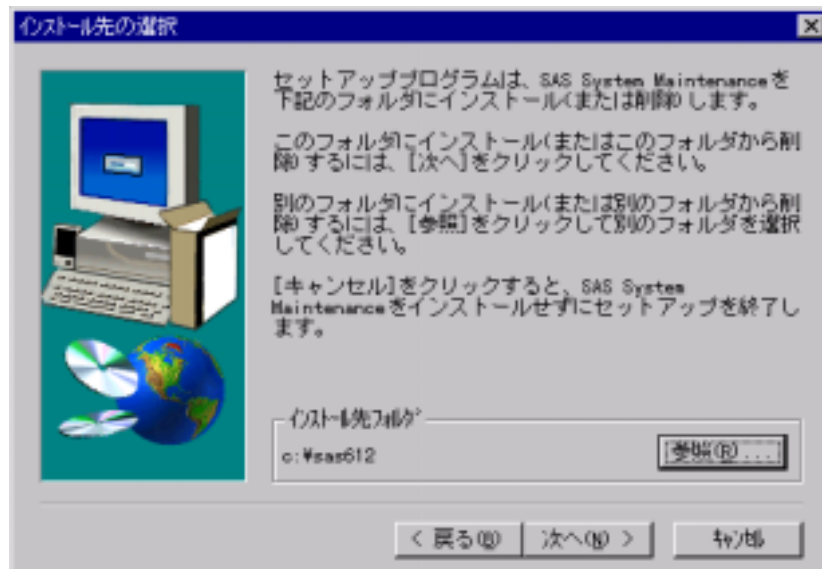 インストール先の選択
セットアッププログラムは、SAS System Maintenanceを
下記のフォルダにインストール(または削除)します。
このフォルダにインストール(またはこのフォルダから削
除)するには、[次へ]をクリックしてください。
別のフォルダにインストール(または別のフォルダから削
除)するには、[参照]をクリックして別のフォルダを選択
してください。
[キャンセル]をクリックすると、SAS System
Maintenanceをインストールせずにセットアップを終了し
ます。
インストール先フォルダ
c:¥sas612
参照(R)...
< 戻る(B)
次へ(N) >
キャンセル